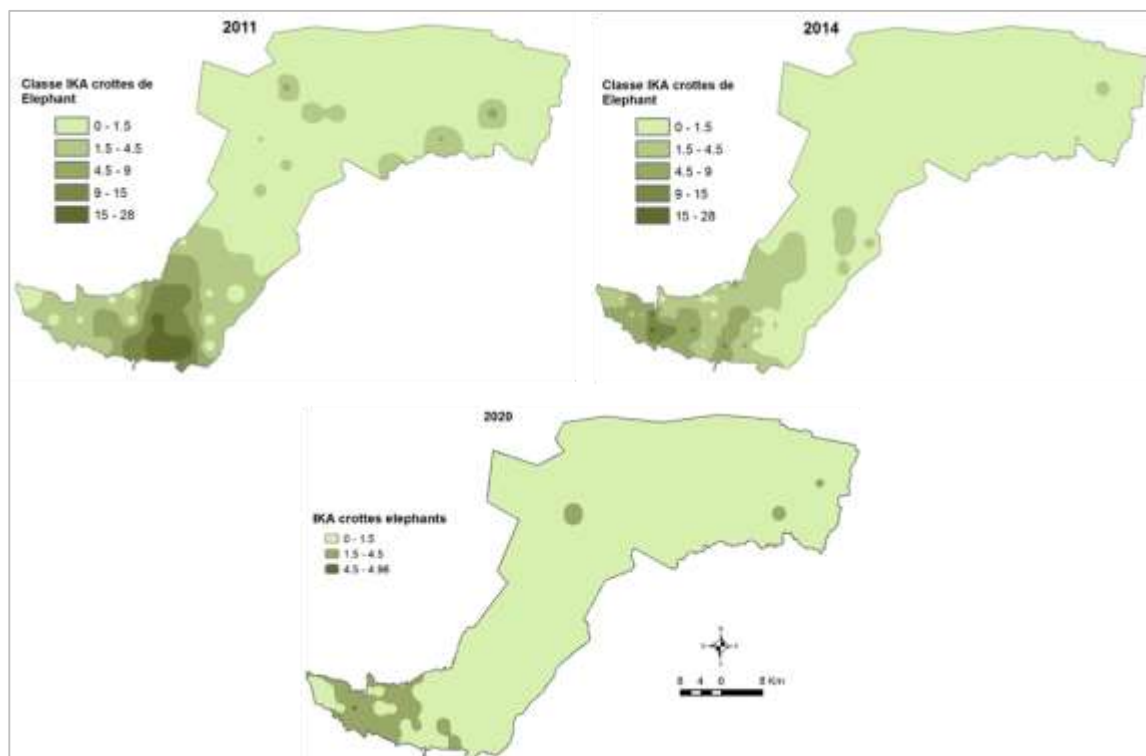 2011
Classe IKA crottes de
Elephant
0 - 1.5
1.5 - 4.5
4.5 - 9
9 - 15
15 - 28
2014
Classe IKA crottes de
Elephant
0 - 1.5
1.5 - 4.5
4.5 - 9
9 - 15
15 - 28
2020
IKA crottes elephants
0 - 1.5
1.5 - 4.5
4.5 - 4.98
8 4 0 8 Km